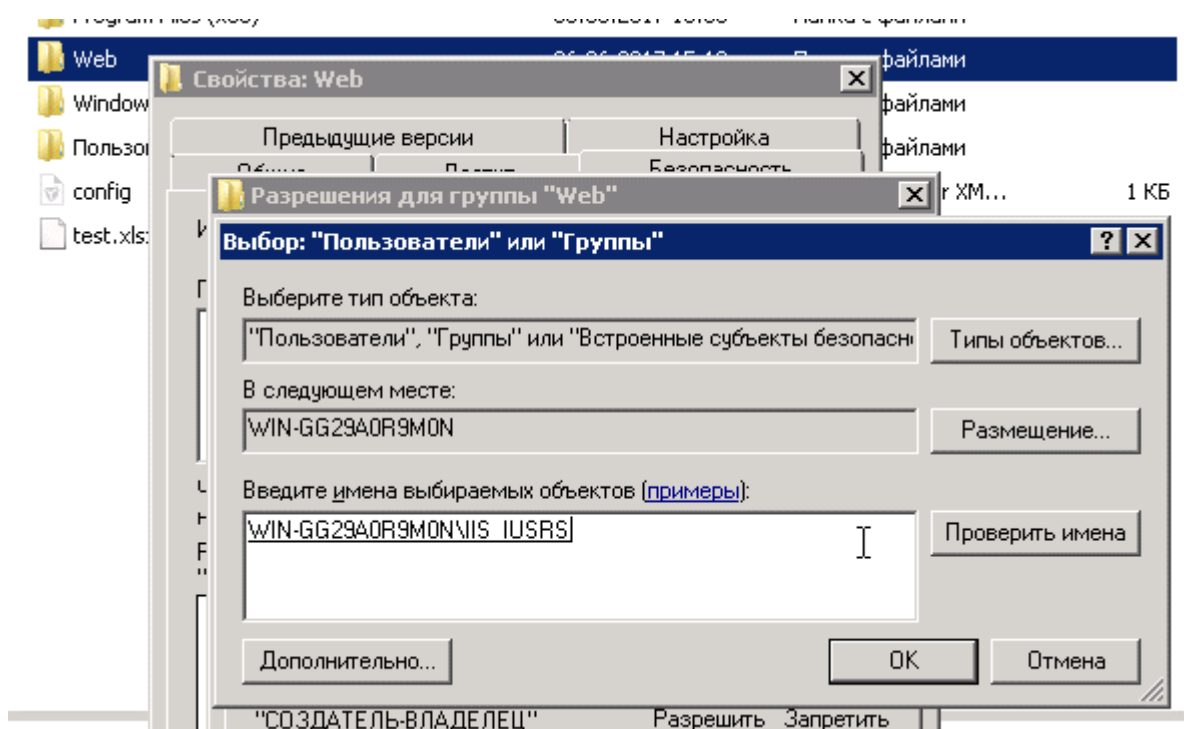 Web
Свойства: Web
файлами
Window
файлами
Предыдущие версии
Настройка
Пользо
файлами
Безопасность
config
Разрешения для группы "Web"
r XM...
1 КБ
test.xls
Выбор: "Пользователи" или "Группы"
Выберите тип объекта:
"Пользователи", "Группы" или "Встроенные субъекты безопасн
Типы объектов...
В следующем месте:
WIN-GG29A0R9M0N
Размещение...
Введите имена выбираемых объектов (примеры):
WIN-GG29A0R9M0N\IIS_IUSRS
Проверить имена
Дополнительно...
OK
Отмена
"СОЗДАТЕЛЬ-ВЛАДЕЛЕЦ"
Разрешить
Запретить